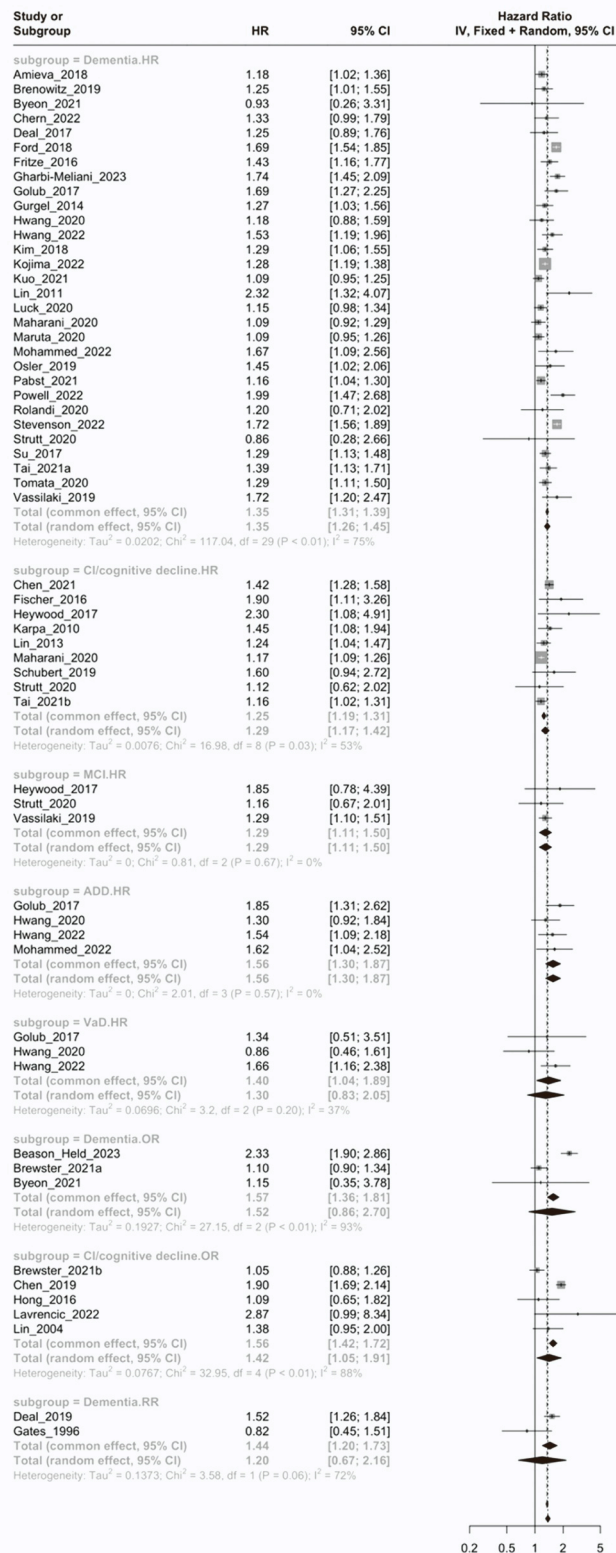 Study or Subgroup HR 95% CI Hazard Ratio IV, Fixed + Random, 95% CI
subgroup = Dementia.HR
Amieva_2018 1.18 [1.02; 1.36]
Brenowitz_2019 1.25 [1.01; 1.55]
Byeon_2021 0.93 [0.26; 3.31]
Chern_2022 1.33 [0.99; 1.79]
Deal_2017 1.25 [0.89; 1.76]
Ford_2018 1.69 [1.54; 1.85]
Fritze_2016 1.43 [1.16; 1.77]
Gharbi-Meliani_2023 1.74 [1.45; 2.09]
Golub_2017 1.69 [1.27; 2.25]
Gurgel_2014 1.27 [1.03; 1.56]
Hwang_2020 1.18 [0.88; 1.59]
Hwang_2022 1.53 [1.19; 1.96]
Kim_2018 1.29 [1.06; 1.55]
Kojima_2022 1.28 [1.19; 1.38]
Kuo_2021 1.09 [0.95; 1.25]
Lin_2011 2.32 [1.32; 4.07]
Luck_2020 1.15 [0.98; 1.34]
Maharani_2020 1.09 [0.92; 1.29]
Maruta_2020 1.09 [0.95; 1.26]
Mohammed_2022 1.67 [1.09; 2.56]
Osler_2019 1.45 [1.02; 2.06]
Pabst_2021 1.16 [1.04; 1.30]
Powell_2022 1.99 [1.47; 2.68]
Rolandi_2020 1.20 [0.71; 2.02]
Stevenson_2022 1.72 [1.56; 1.89]
Strutt_2020 0.86 [0.28; 2.66]
Su_2017 1.29 [1.13; 1.48]
Tai_2021a 1.39 [1.13; 1.71]
Tomata_2020 1.29 [1.11; 1.50]
Vassilaki_2019 1.72 [1.20; 2.47]
Total (common effect, 95% CI) 1.35 [1.31; 1.39]
Total (random effect, 95% CI) 1.35 [1.26; 1.45]
Heterogeneity: Tau² = 0.0202; Chi² = 117.04, df = 29 (P < 0.01); I² = 75%
subgroup = CI/cognitive decline.HR
Chen_2021 1.42 [1.28; 1.58]
Fischer_2016 1.90 [1.11; 3.26]
Heywood_2017 2.30 [1.08; 4.91]
Karpa_2010 1.45 [1.08; 1.94]
Lin_2013 1.24 [1.04; 1.47]
Maharani_2020 1.17 [1.09; 1.26]
Schubert_2019 1.60 [0.94; 2.72]
Strutt_2020 1.12 [0.62; 2.02]
Tai_2021b 1.16 [1.02; 1.31]
Total (common effect, 95% CI) 1.25 [1.19; 1.31]
Total (random effect, 95% CI) 1.29 [1.17; 1.42]
Heterogeneity: Tau² = 0.0076; Chi² = 16.98, df = 8 (P = 0.03); I² = 53%
subgroup = MCI.HR
Heywood_2017 1.85 [0.78; 4.39]
Strutt_2020 1.16 [0.67; 2.01]
Vassilaki_2019 1.29 [1.10; 1.51]
Total (common effect, 95% CI) 1.29 [1.11; 1.50]
Total (random effect, 95% CI) 1.29 [1.11; 1.50]
Heterogeneity: Tau² = 0; Chi² = 0.81, df = 2 (P = 0.67); I² = 0%
subgroup = ADD.HR
Golub_2017 1.85 [1.31; 2.62]
Hwang_2020 1.30 [0.92; 1.84]
Hwang_2022 1.54 [1.09; 2.18]
Mohammed_2022 1.62 [1.04; 2.52]
Total (common effect, 95% CI) 1.56 [1.30; 1.87]
Total (random effect, 95% CI) 1.56 [1.30; 1.87]
Heterogeneity: Tau² = 0; Chi² = 2.01, df = 3 (P = 0.57); I² = 0%
subgroup = VaD.HR
Golub_2017 1.34 [0.51; 3.51]
Hwang_2020 0.86 [0.46; 1.61]
Hwang_2022 1.66 [1.16; 2.38]
Total (common effect, 95% CI) 1.40 [1.04; 1.89]
Total (random effect, 95% CI) 1.30 [0.83; 2.05]
Heterogeneity: Tau² = 0.0696; Chi² = 3.2, df = 2 (P = 0.20); I² = 37%
subgroup = Dementia.OR
Beason_Held_2023 2.33 [1.90; 2.86]
Brewster_2021a 1.10 [0.90; 1.34]
Byeon_2021 1.15 [0.35; 3.78]
Total (common effect, 95% CI) 1.57 [1.36; 1.81]
Total (random effect, 95% CI) 1.52 [0.86; 2.70]
Heterogeneity: Tau² = 0.1927; Chi² = 27.15, df = 2 (P < 0.01); I² = 93%
subgroup = CI/cognitive decline.OR
Brewster_2021b 1.05 [0.88; 1.26]
Chen_2019 1.90 [1.69; 2.14]
Hong_2016 1.09 [0.65; 1.82]
Lavrencic_2022 2.87 [0.99; 8.34]
Lin_2004 1.38 [0.95; 2.00]
Total (common effect, 95% CI) 1.56 [1.42; 1.72]
Total (random effect, 95% CI) 1.42 [1.05; 1.91]
Heterogeneity: Tau² = 0.0767; Chi² = 32.95, df = 4 (P < 0.01); I² = 88%
subgroup = Dementia.RR
Deal_2019 1.52 [1.26; 1.84]
Gates_1996 0.82 [0.45; 1.51]
Total (common effect, 95% CI) 1.44 [1.20; 1.73]
Total (random effect, 95% CI) 1.20 [0.67; 2.16]
Heterogeneity: Tau² = 0.1373; Chi² = 3.58, df = 1 (P = 0.06); I² = 72%
0.2 0.5 1 2 5